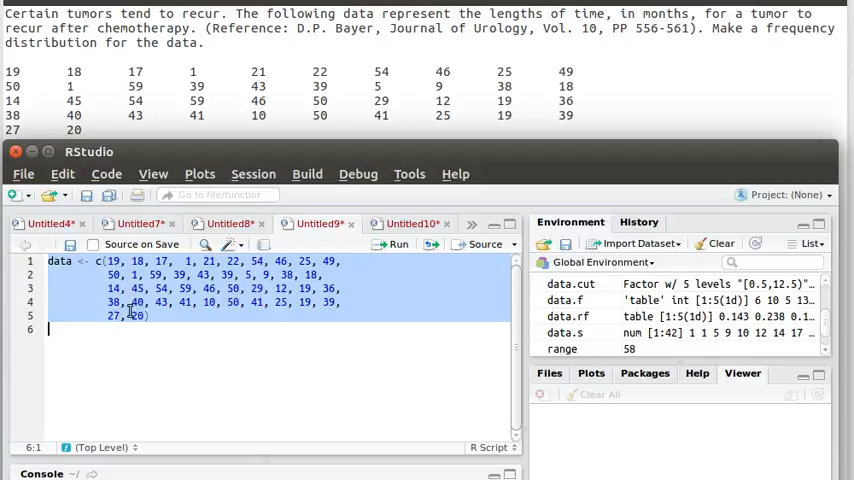 Certain tumors tend to recur. The following data represent the lengths of time, in months, for a tumor to
recur after chemotherapy. (Reference: D.P. Bayer, Journal of Urology, Vol. 10, PP 556-561). Make a frequency
distribution for the data.
19 18 17 1 21 22 54 46 25 49
50 1 59 39 43 39 5 9 38 18
14 45 54 59 46 50 29 12 19 36
38 40 43 41 10 50 41 25 19 39
27 20
RStudio
File Edit Code View Plots Session Build Debug Tools Help
Go to file/function
Project: (None)
Untitled4* Untitled7* Untitled8* Untitled9* Untitled10*
Source on Save Run Source
1 data <- c(19, 18, 17, 1, 21, 22, 54, 46, 25, 49,
2 50, 1, 59, 39, 43, 39, 5, 9, 38, 18,
3 14, 45, 54, 59, 46, 50, 29, 12, 19, 36,
4 38, 40, 43, 41, 10, 50, 41, 25, 19, 39,
5 27, 20)
6
6:1 (Top Level) R Script
Console ~/
Environment History
Import Dataset Clear List
Global Environment
data.cut Factor w/ 5 levels "[0.5,12.5)"…
data.f 'table' int [1:5(1d)] 6 10 5 13…
data.rf table [1:5(1d)] 0.143 0.238 0.1…
data.s num [1:42] 1 1 5 9 10 12 14 17 …
range 58
Files Plots Packages Help Viewer
Clear All